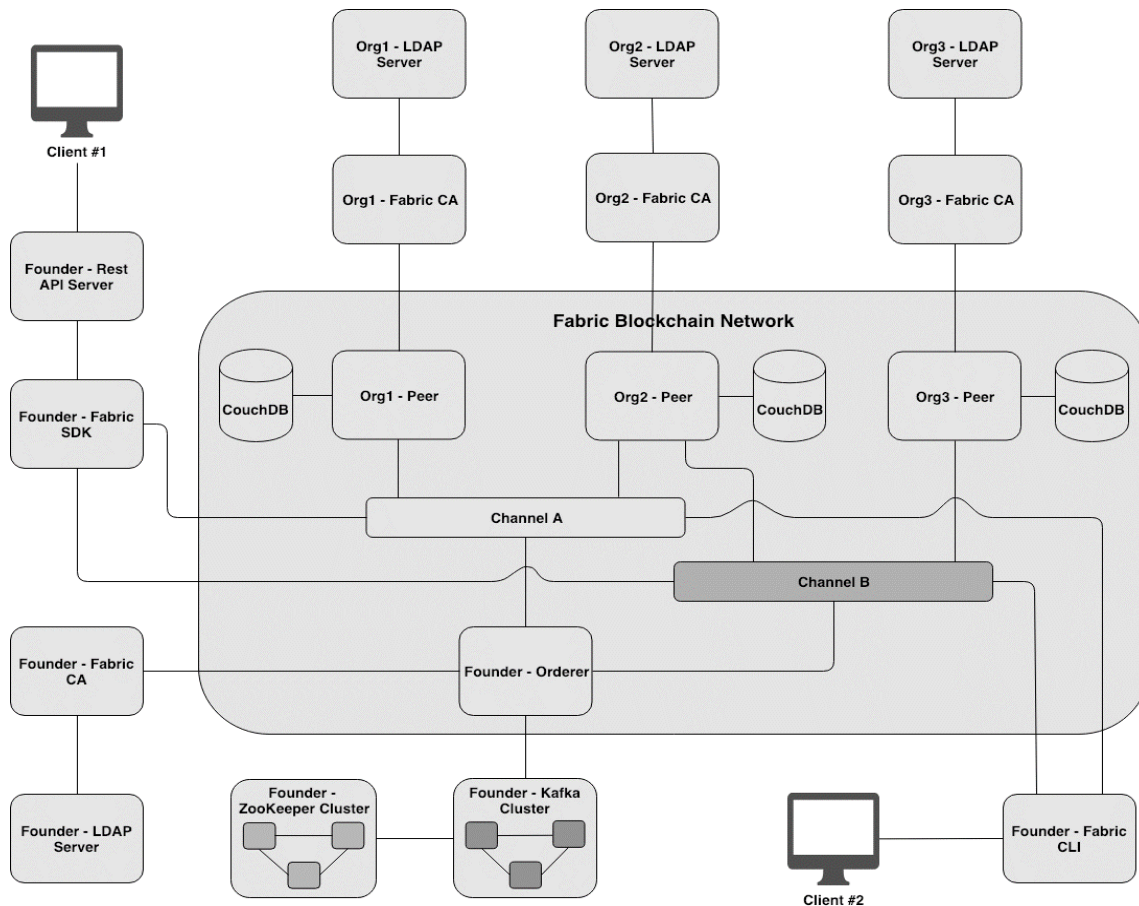 Org1 - LDAP
Server
Org2 - LDAP
Server
Org3 - LDAP
Server
Client #1
Org1 - Fabric CA
Org2 - Fabric CA
Org3 - Fabric CA
Founder - Rest
API Server
Fabric Blockchain Network
CouchDB
Org1 - Peer
Org2 - Peer
CouchDB
Org3 - Peer
CouchDB
Founder - Fabric
SDK
Channel A
Channel B
Founder - Fabric
CA
Founder - Orderer
Founder -
ZooKeeper Cluster
Founder - Kafka
Cluster
Founder - LDAP
Server
Founder - Fabric
CLI
Client #2